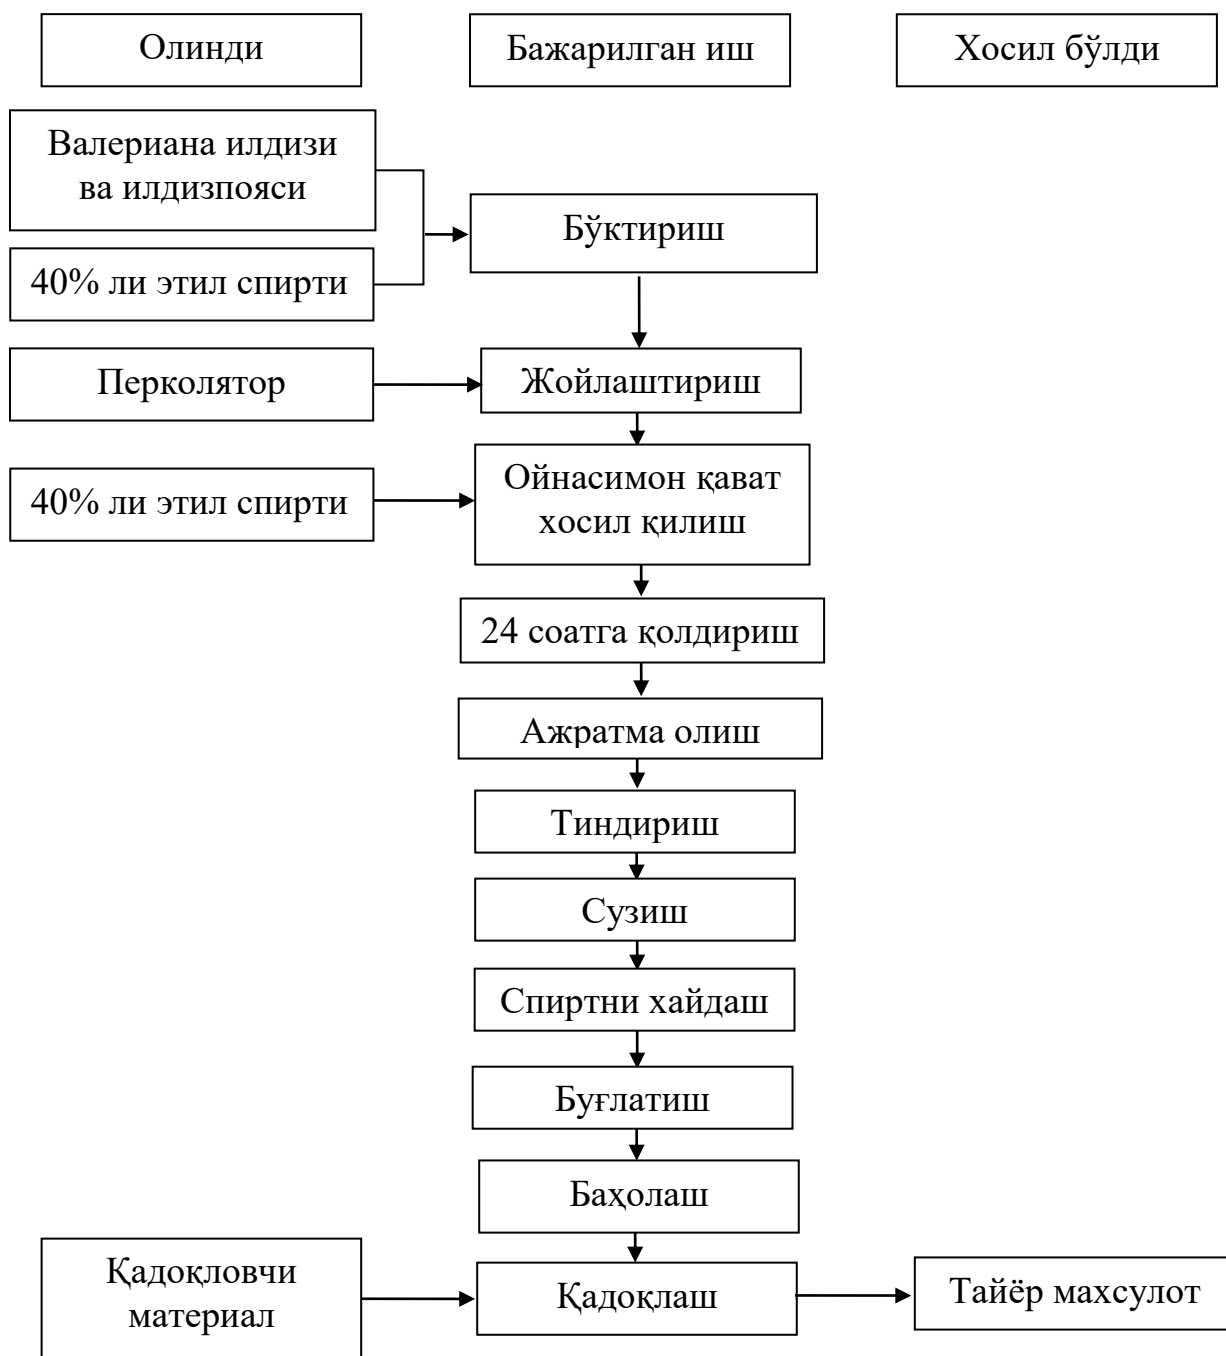 Олинди
Бажарилган иш
Хосил бўлди
Валериана илдизи
ва илдизпояси
Бўктириш
40% ли этил спирти
Перколятор
Жойлаштириш
40% ли этил спирти
Ойнасимон қават
хосил қилиш
24 соатга қолдириш
Ажратма олиш
Тиндириш
Сузиш
Спиртни хайдаш
Буғлатиш
Баҳолаш
Қадоқловчи
материал
Қадоқлаш
Тайёр махсулот